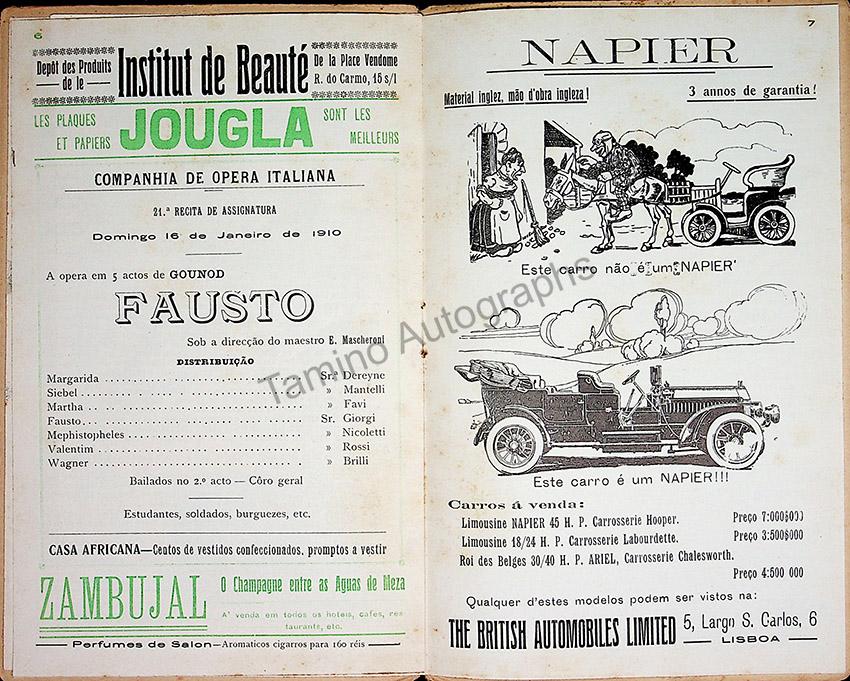 6
Depôt des Produits
de le
Institut de Beauté
De la Place Vendome
R. do Carmo, 15 s/l
LES PLAQUES
ET PAPIERS
JOUGLA
SONT LES
MEILLEURS
COMPANHIA DE OPERA ITALIANA
21.ª RECITA DE ASSIGNATURA
Domingo 16 de Janeiro de 1910
A opera em 5 actos de GOUNOD
FAUSTO
Sob a direcção do maestro E. Mascheroni
DISTRIBUIÇÃO
Margarida Sr.ª Dereyne
Siebel » Mantelli
Martha » Favi
Fausto Sr. Giorgi
Mephistopheles » Nicoletti
Valentim » Rossi
Wagner » Brilli
Bailados no 2.º acto — Côro geral
Estudantes, soldados, burguezes, etc.
CASA AFRICANA—Centos de vestidos confeccionados, promptos a vestir
ZAMBUJAL
O Champagne entre as Aguas de Meza
A' venda em todos os hoteis, cafes, res
taurants, etc.
Perfumes de Salon—Aromaticos cigarros para 160 réis
7
NAPIER
Material inglez, mão d'obra ingleza!
3 annos de garantia!
Este carro não é um NAPIER
Este carro é um NAPIER!!!
Carros á venda:
Limousine NAPIER 45 H. P. Carrosserie Hooper. Preço 7:000$000
Limousine 18/24 H. P. Carrosserie Labourdette. Preço 3:500$000
Roi des Belges 30/40 H. P. ARIEL, Carrosserie Chalesworth.
Preço 4:500 000
Qualquer d'estes modelos podem ser vistos na:
THE BRITISH AUTOMOBILES LIMITED
5, Largo S. Carlos, 6
LISBOA
Tamino Autographs